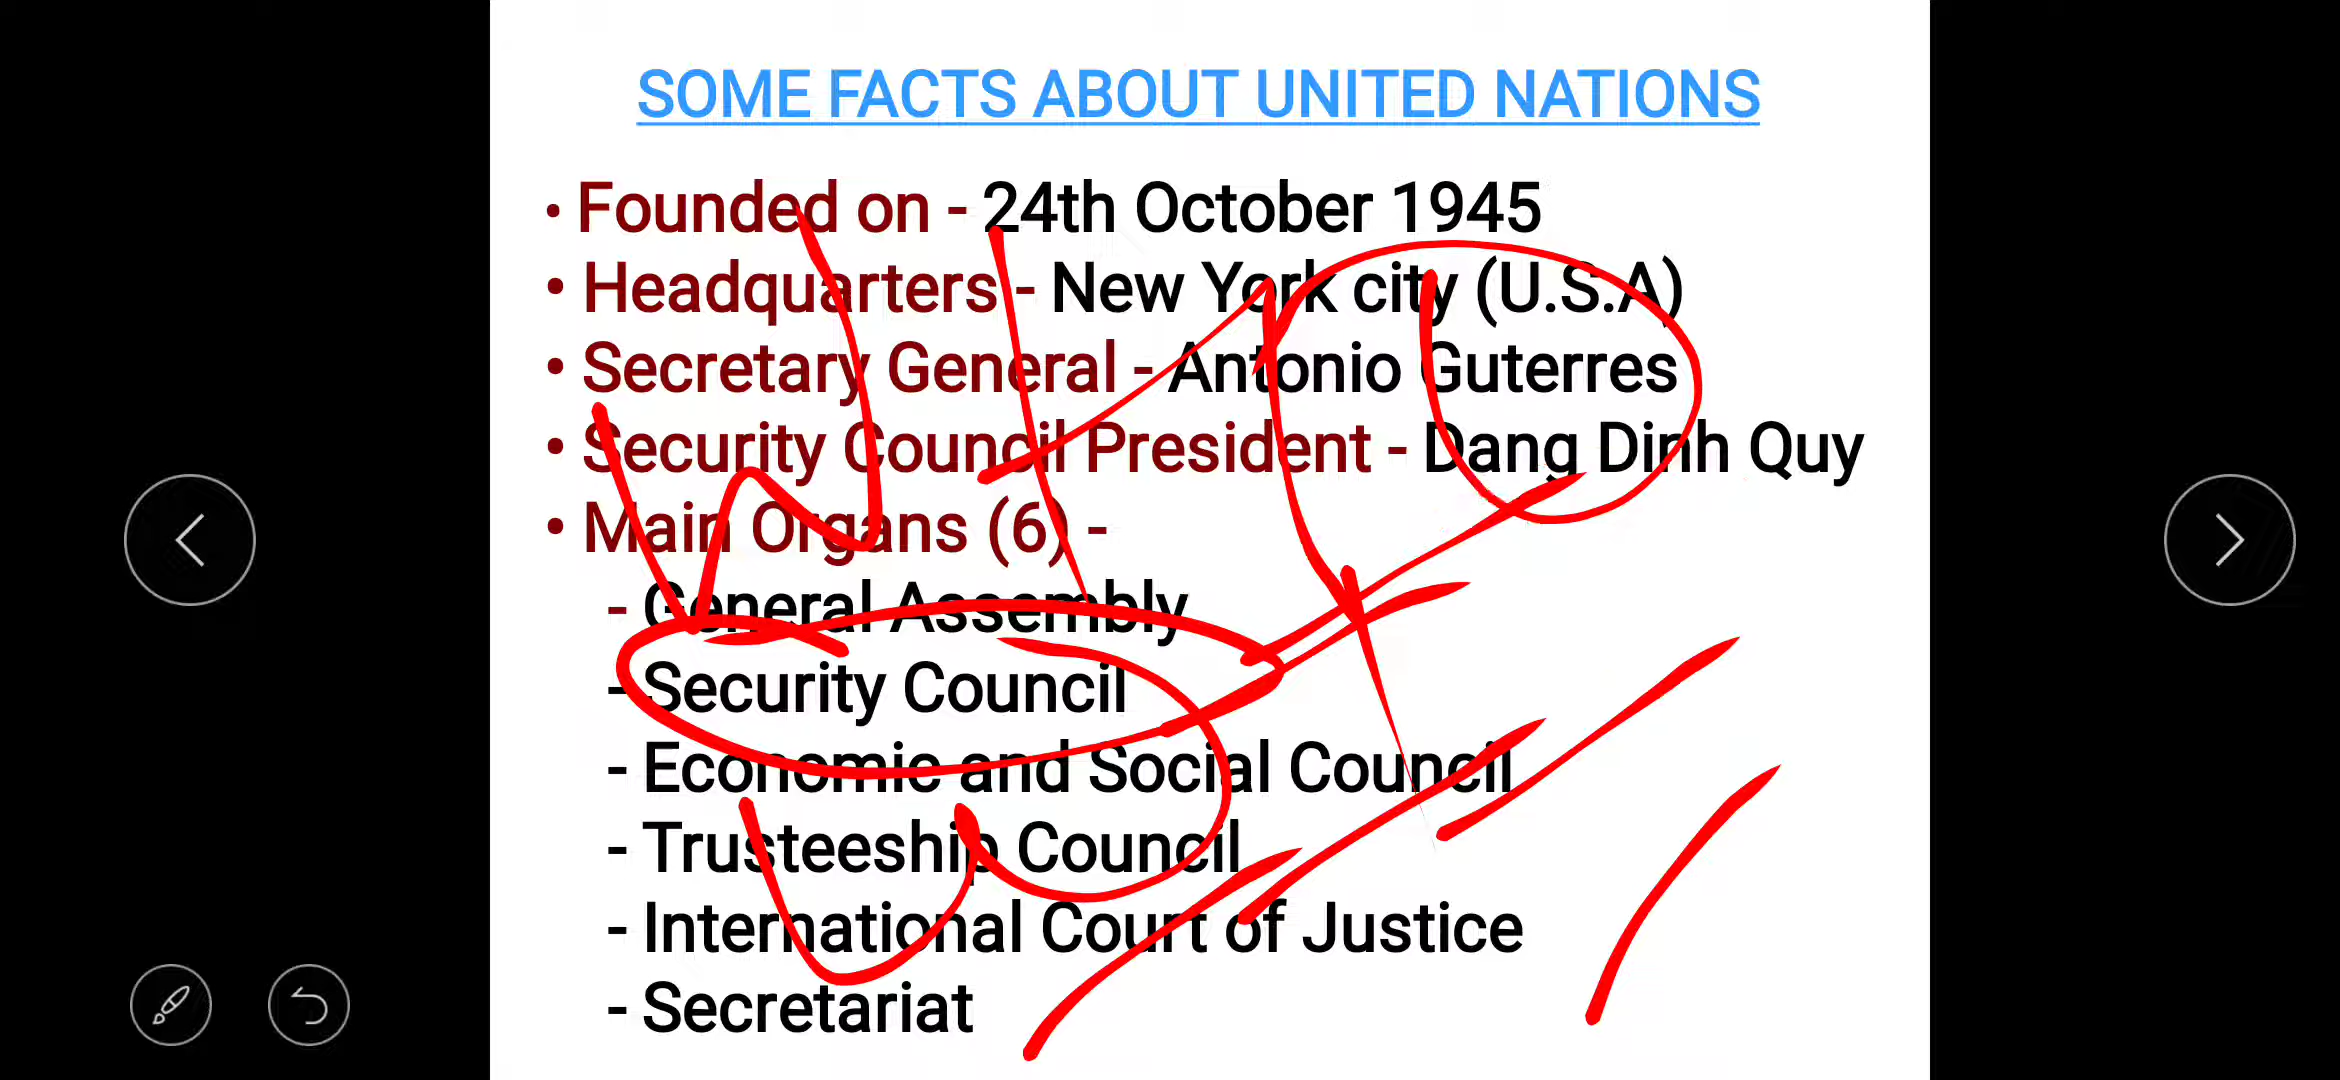 SOME FACTS ABOUT UNITED NATIONS
• Founded on - 24th October 1945
• Headquarters - New York city (U.S.A)
• Secretary General - Antonio Guterres
• Security Council President - Dang Dinh Quy
• Main Organs (6) -
- General Assembly
- Security Council
- Economic and Social Council
- Trusteeship Council
- International Court of Justice
- Secretariat